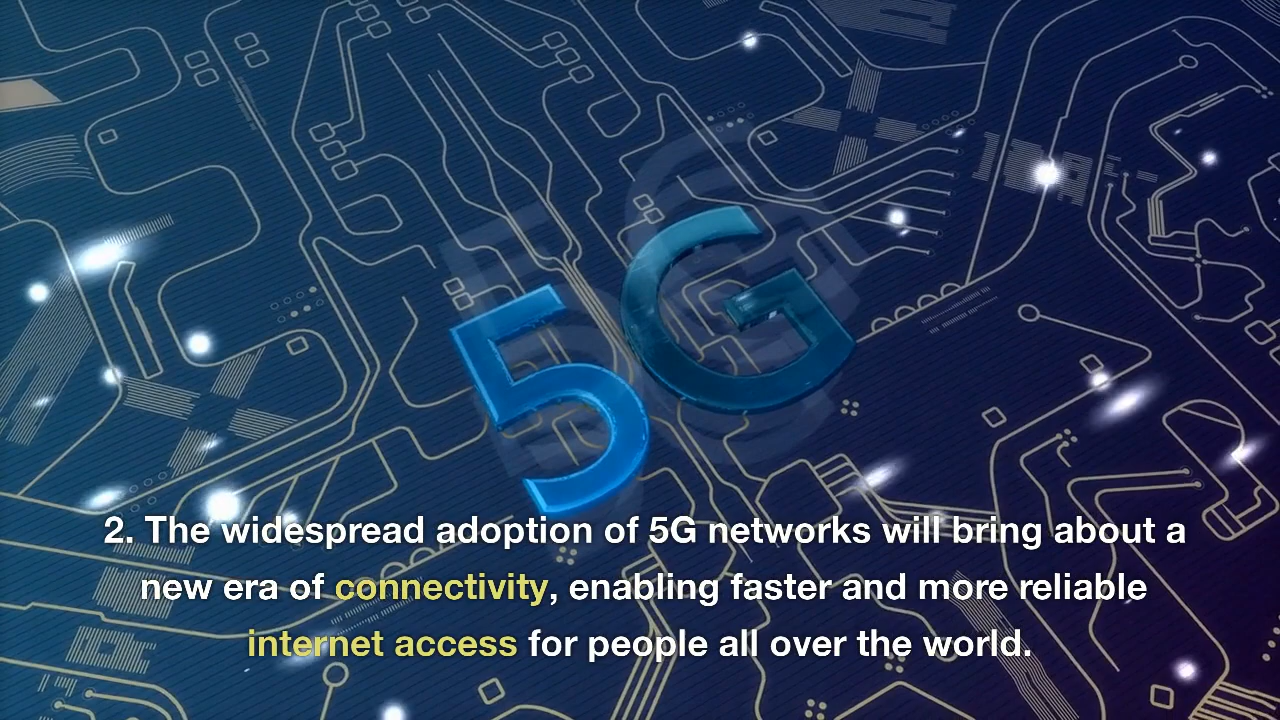 5G
2. The widespread adoption of 5G networks will bring about a
new era of connectivity, enabling faster and more reliable
internet access for people all over the world.